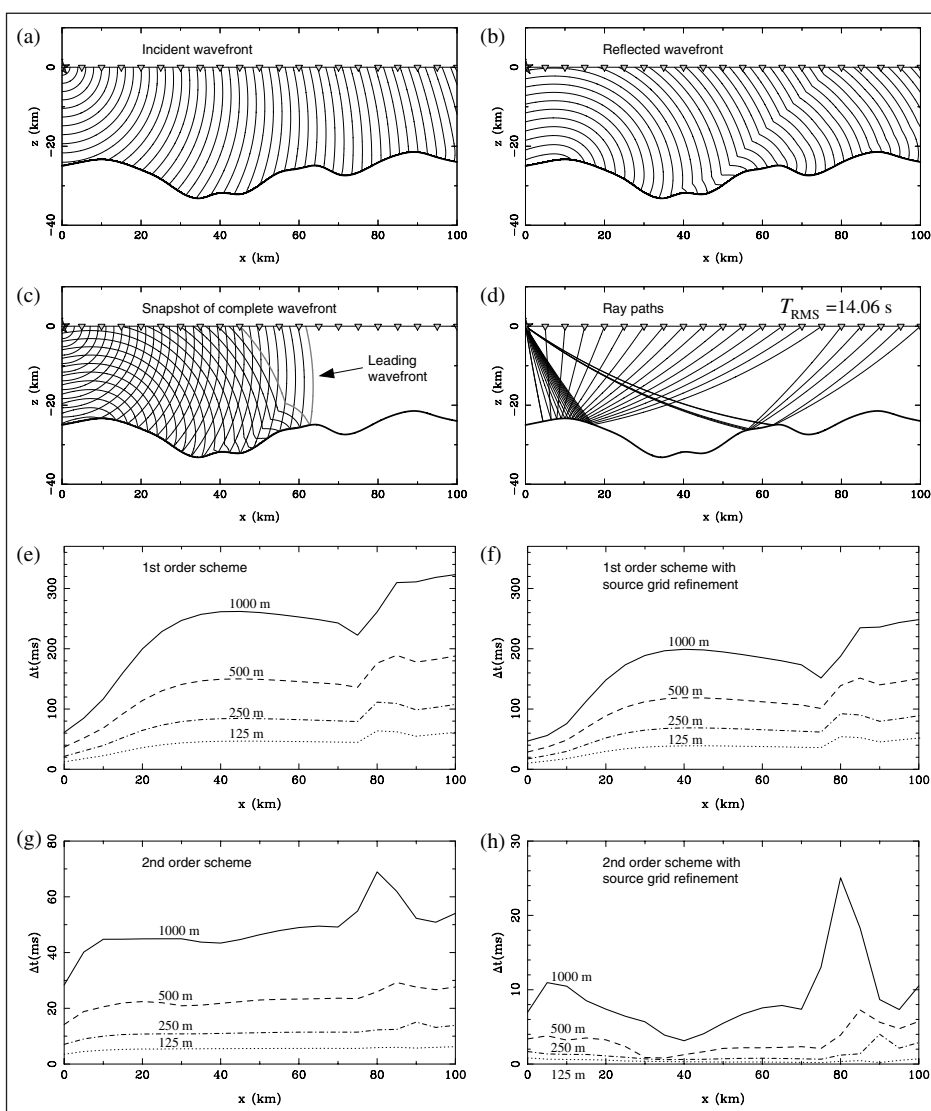 (a)
Incident wavefront
0
−20
−40
z (km)
0 20 40 60 80 100
x (km)
(b)
Reflected wavefront
0
−20
−40
z (km)
0 20 40 60 80 100
x (km)
(c)
Snapshot of complete wavefront
Leading
wavefront
0
−20
−40
z (km)
0 20 40 60 80 100
x (km)
(d)
Ray paths
T_RMS =14.06 s
0
−20
−40
z (km)
0 20 40 60 80 100
x (km)
(e)
1st order scheme
1000 m
500 m
250 m
125 m
300
200
100
0
Δt(ms)
0 20 40 60 80 100
x (km)
(f)
1st order scheme with
source grid refinement
1000 m
500 m
250 m
125 m
300
200
100
0
Δt(ms)
0 20 40 60 80 100
x (km)
(g)
2nd order scheme
1000 m
500 m
250 m
125 m
80
60
40
20
0
Δt(ms)
0 20 40 60 80 100
x (km)
(h)
2nd order scheme with
source grid refinement
1000 m
500 m
250 m
125 m
30
20
10
0
Δt(ms)
0 20 40 60 80 100
x (km)